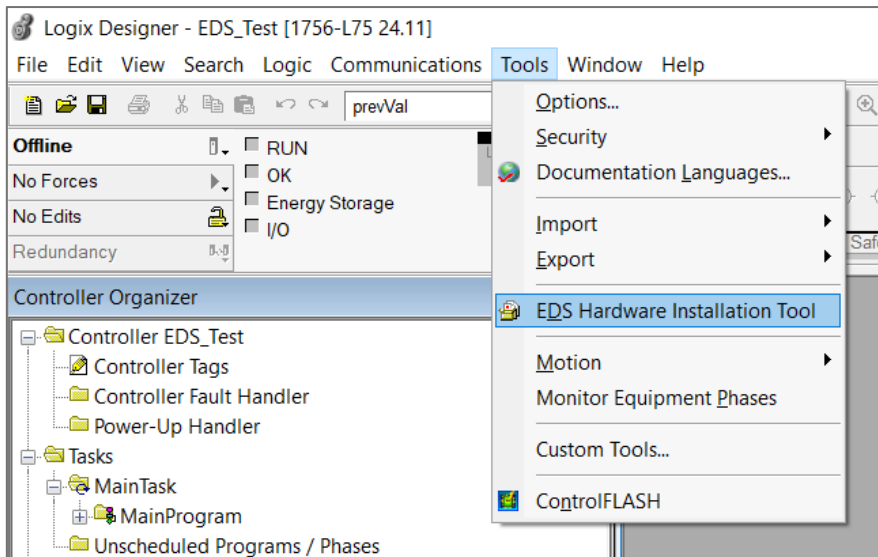 Logix Designer - EDS_Test [1756-L75 24.11]
File Edit View Search Logic Communications Tools Window Help
prevVal
Options...
Security
Documentation Languages...
Import
Export
EDS Hardware Installation Tool
Motion
Monitor Equipment Phases
Custom Tools...
ControlFLASH
Offline
RUN
No Forces
OK
Energy Storage
No Edits
I/O
Redundancy
Controller Organizer
Controller EDS_Test
Controller Tags
Controller Fault Handler
Power-Up Handler
Tasks
MainTask
MainProgram
Unscheduled Programs / Phases